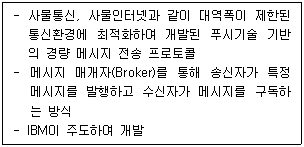 - 사물통신, 사물인터넷과 같이 대역폭이 제한된
통신환경에 최적화하여 개발된 푸시기술 기반
의 경량 메시지 전송 프로토콜
- 메시지 매개자(Broker)를 통해 송신자가 특정
메시지를 발행하고 수신자가 메시지를 구독하
는 방식
- IBM이 주도하여 개발